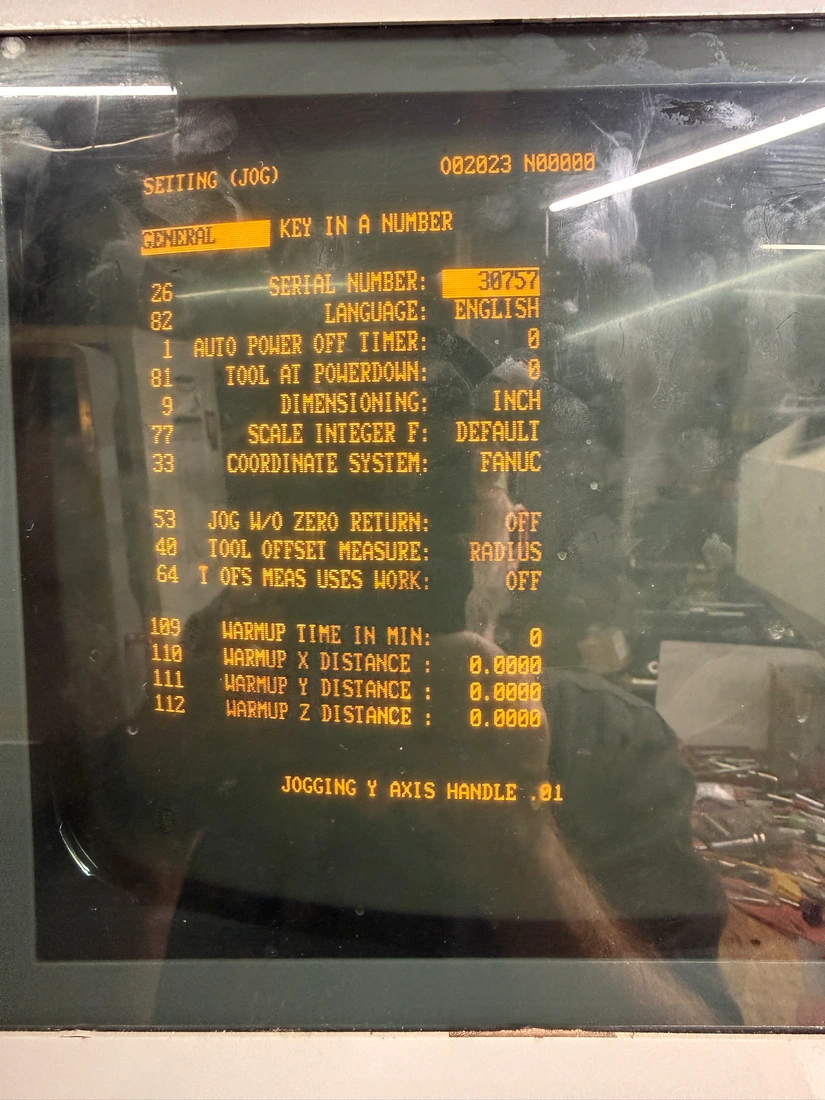 SETTING (JOG) O02023 N00000
GENERAL KEY IN A NUMBER
26 SERIAL NUMBER: 30757
82 LANGUAGE: ENGLISH
1 AUTO POWER OFF TIMER: 0
81 TOOL AT POWERDOWN: 0
9 DIMENSIONING: INCH
77 SCALE INTEGER F: DEFAULT
33 COORDINATE SYSTEM: FANUC
53 JOG W/O ZERO RETURN: OFF
40 TOOL OFFSET MEASURE: RADIUS
64 T OFS MEAS USES WORK: OFF
109 WARMUP TIME IN MIN: 0
110 WARMUP X DISTANCE : 0.0000
111 WARMUP Y DISTANCE : 0.0000
112 WARMUP Z DISTANCE : 0.0000
JOGGING Y AXIS HANDLE .01